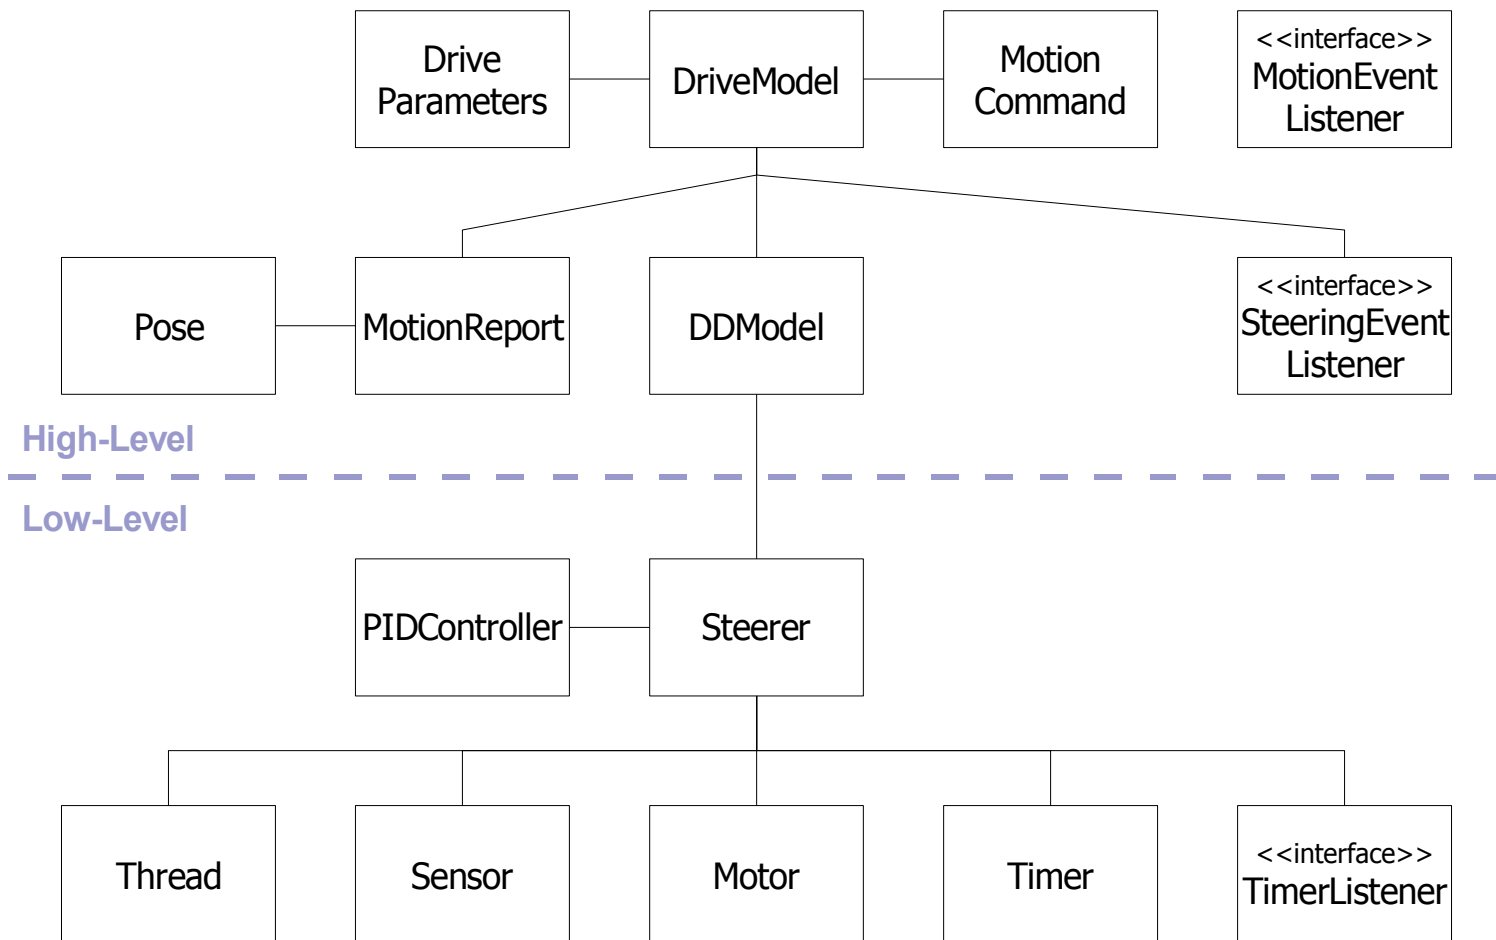 Drive
Parameters
DriveModel
Motion
Command
<<interface>>
MotionEvent
Listener
Pose
MotionReport
DDModel
<<interface>>
SteeringEvent
Listener
High-Level
Low-Level
PIDController
Steerer
Thread
Sensor
Motor
Timer
<<interface>>
TimerListener